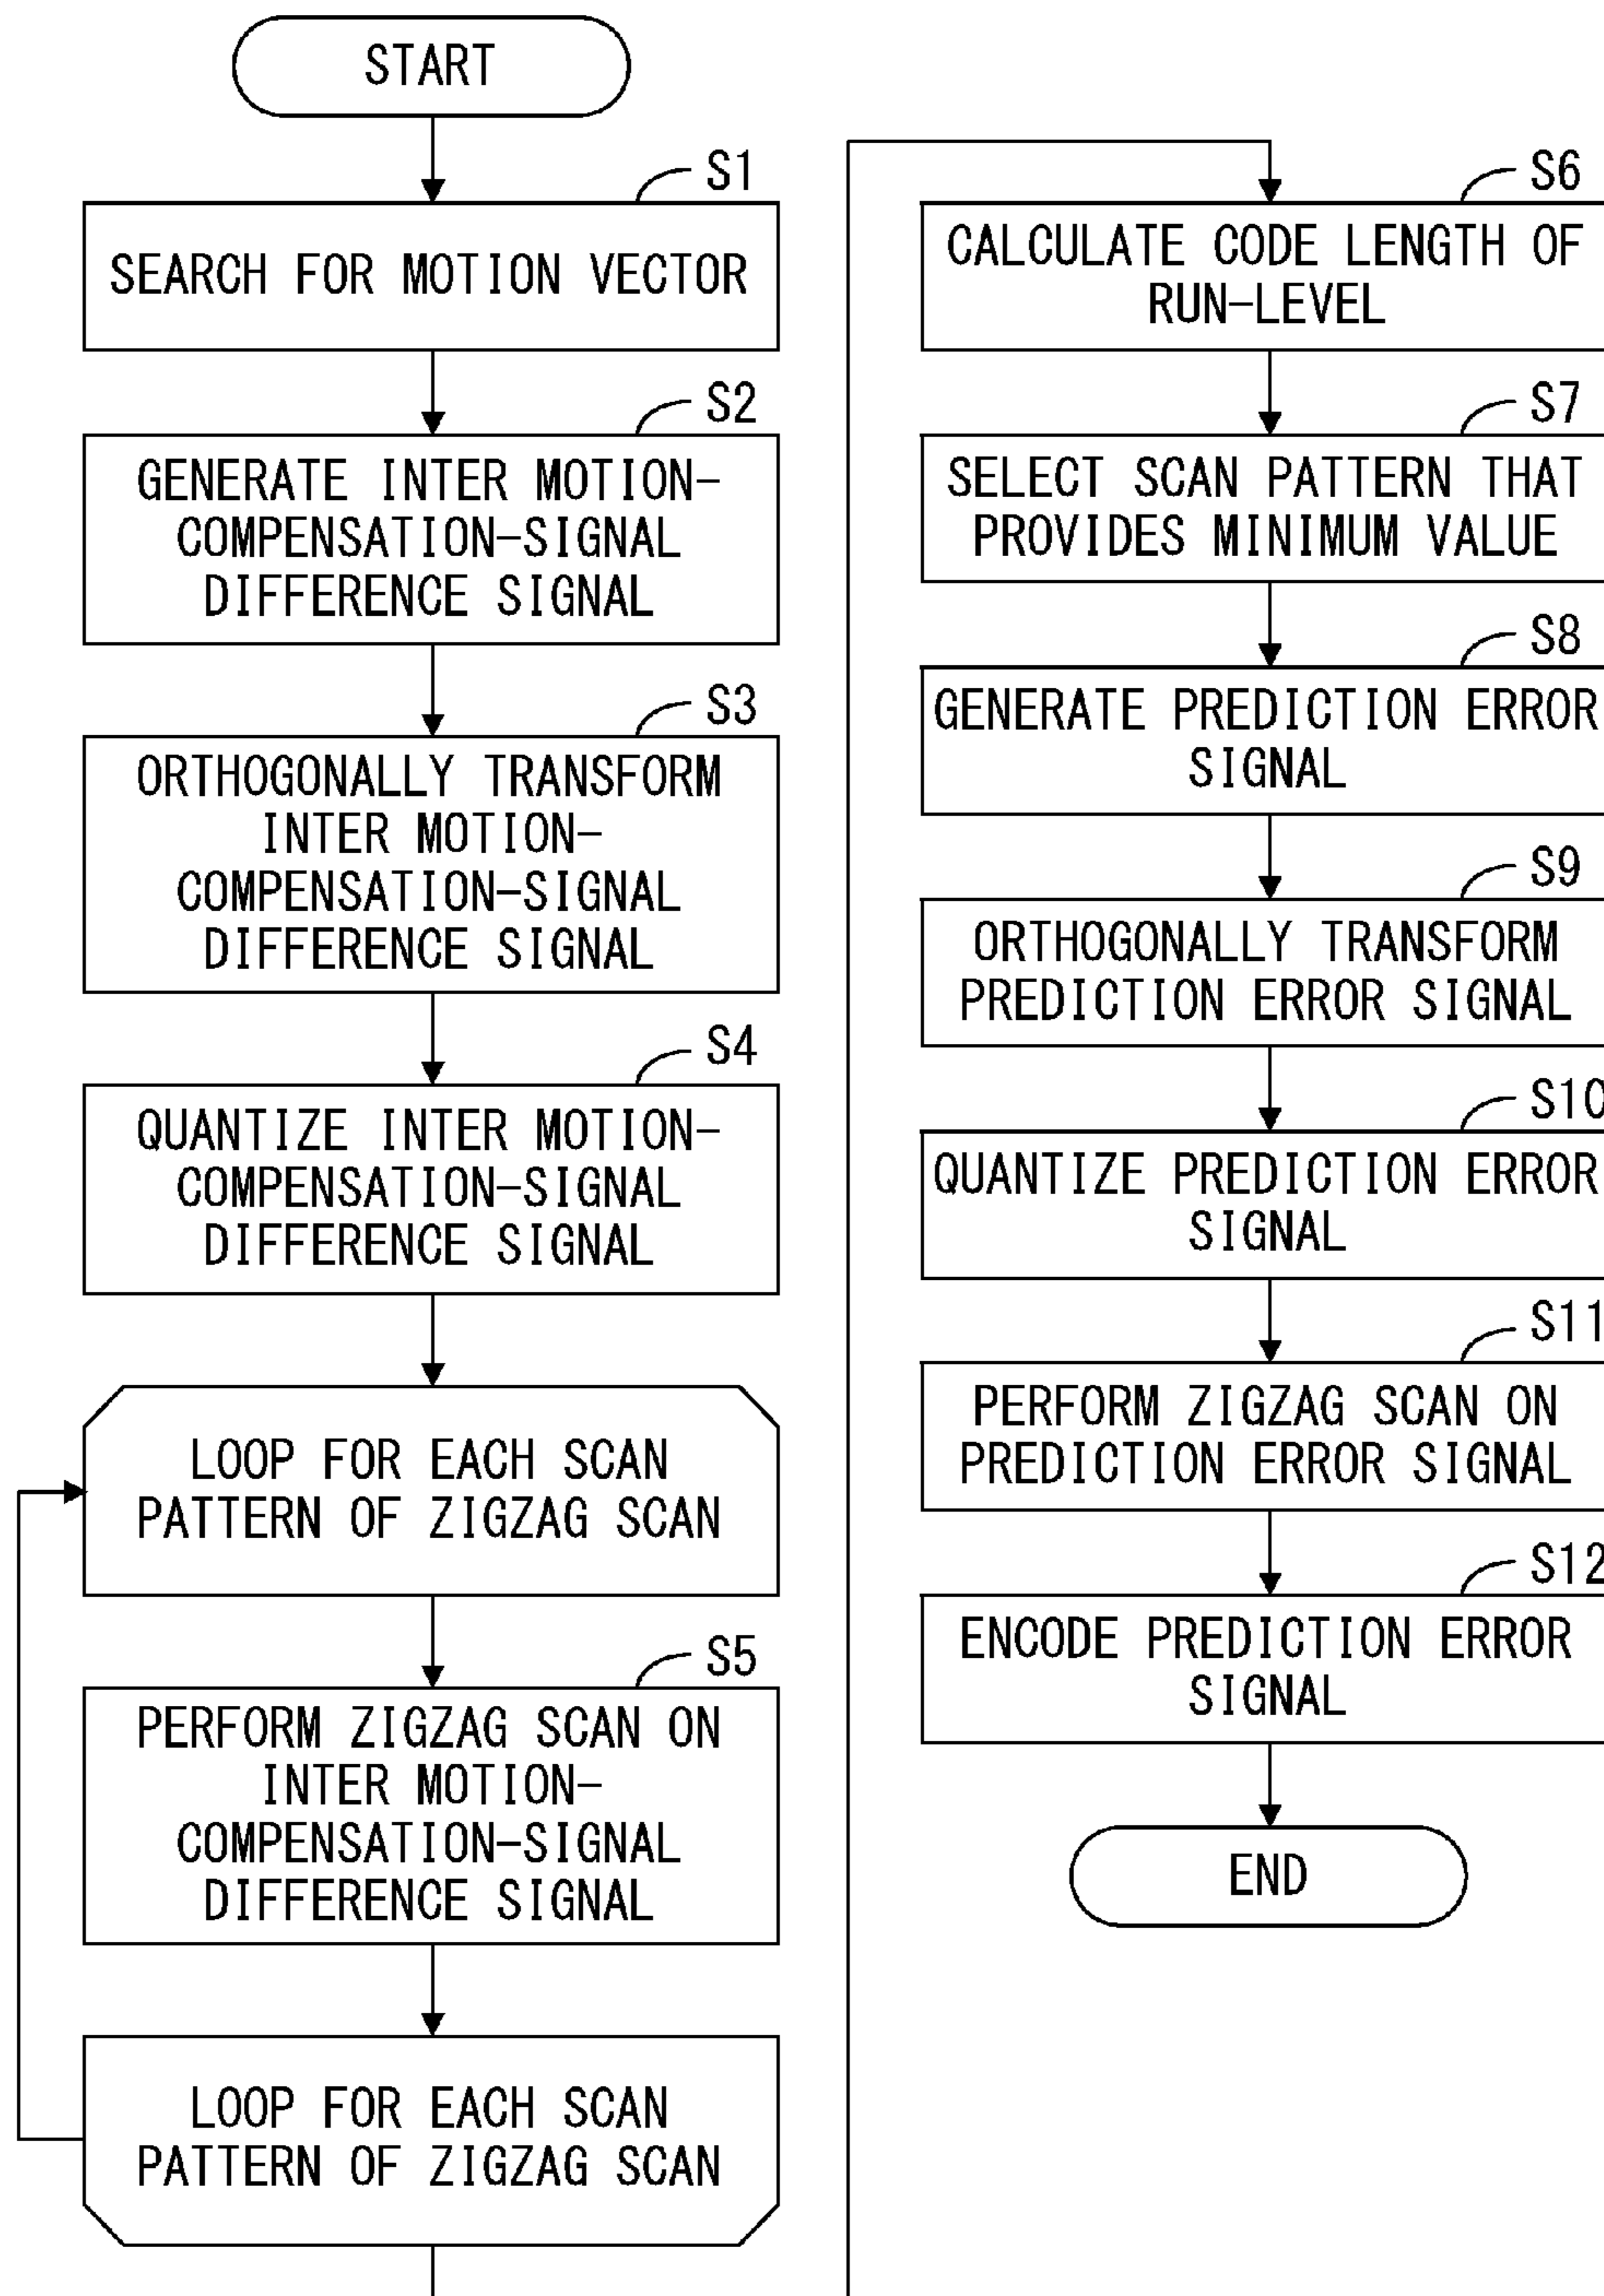 START
S1
SEARCH FOR MOTION VECTOR
S2
GENERATE INTER MOTION-
COMPENSATION-SIGNAL
DIFFERENCE SIGNAL
S3
ORTHOGONALLY TRANSFORM
INTER MOTION-
COMPENSATION-SIGNAL
DIFFERENCE SIGNAL
S4
QUANTIZE INTER MOTION-
COMPENSATION-SIGNAL
DIFFERENCE SIGNAL
LOOP FOR EACH SCAN
PATTERN OF ZIGZAG SCAN
S5
PERFORM ZIGZAG SCAN ON
INTER MOTION-
COMPENSATION-SIGNAL
DIFFERENCE SIGNAL
LOOP FOR EACH SCAN
PATTERN OF ZIGZAG SCAN
S6
CALCULATE CODE LENGTH OF
RUN-LEVEL
S7
SELECT SCAN PATTERN THAT
PROVIDES MINIMUM VALUE
S8
GENERATE PREDICTION ERROR
SIGNAL
S9
ORTHOGONALLY TRANSFORM
PREDICTION ERROR SIGNAL
S10
QUANTIZE PREDICTION ERROR
SIGNAL
S11
PERFORM ZIGZAG SCAN ON
PREDICTION ERROR SIGNAL
S12
ENCODE PREDICTION ERROR
SIGNAL
END